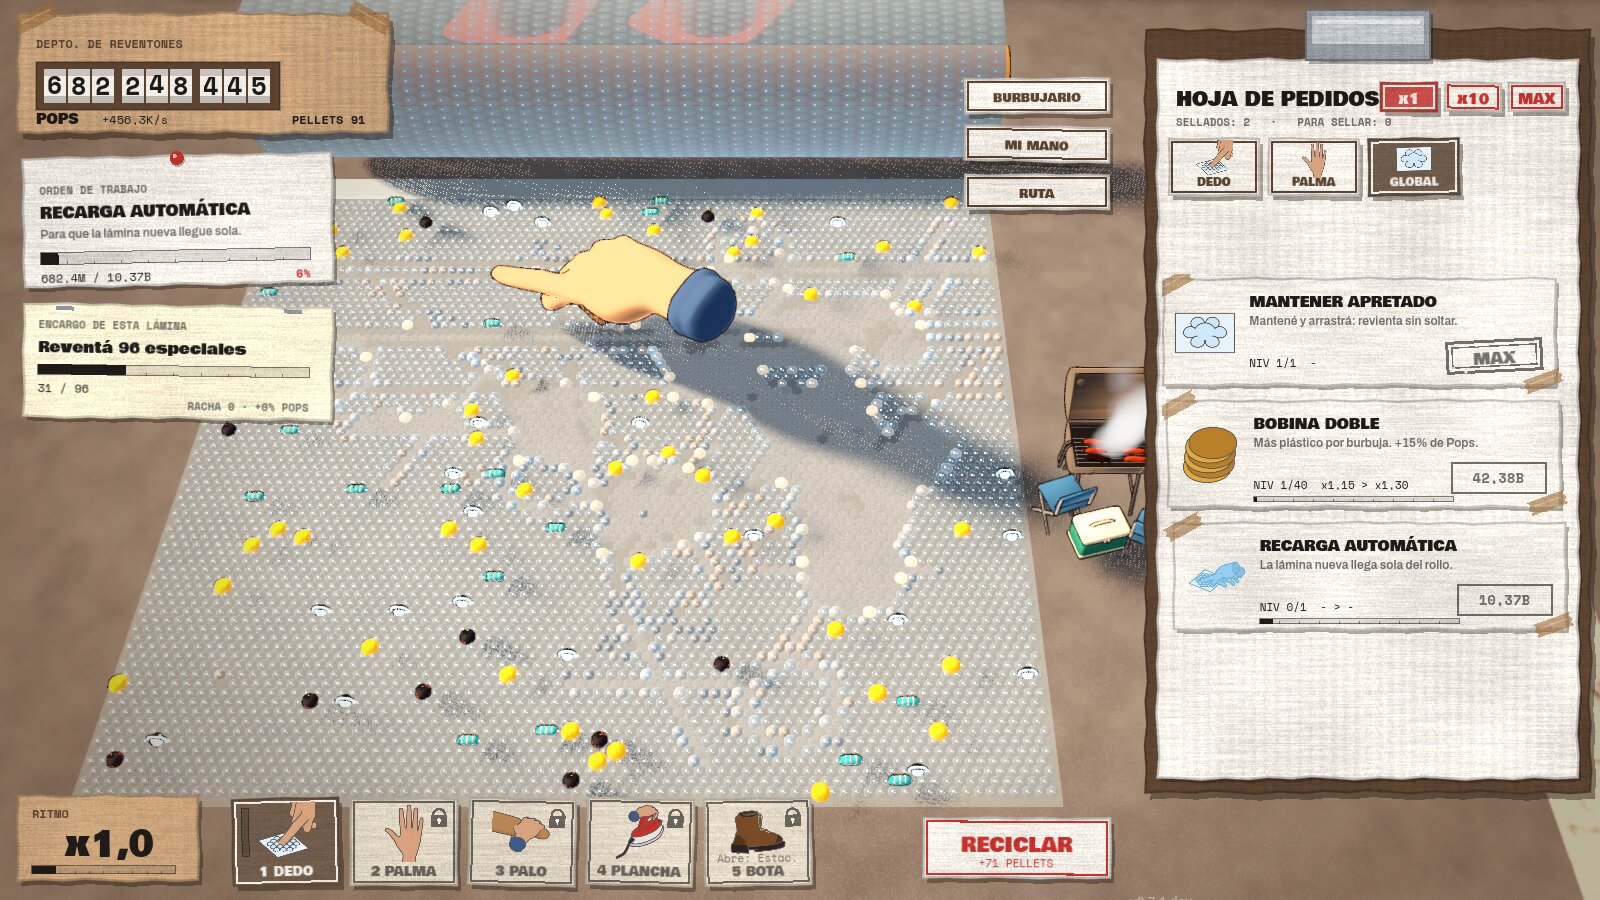 DEPTO. DE REVENTONES
682 248 445
POPS +456,3K/s PELLETS 91
ORDEN DE TRABAJO
RECARGA AUTOMÁTICA
Para que la lámina nueva llegue sola.
682.4M / 10.37B 6%
ENCARGO DE ESTA LÁMINA
Reventá 96 especiales
31 / 96
RACHA 0 · +0% POPS
BURBUJARIO
MI MANO
RUTA
HOJA DE PEDIDOS x1 x10 MAX
SELLADOS: 2 · PARA SELLAR: 0
DEDO PALMA GLOBAL
MANTENER APRETADO
Mantené y arrastrá: revienta sin soltar.
NIV 1/1 -
MAX
BOBINA DOBLE
Más plástico por burbuja. +15% de Pops.
NIV 1/40 x1,15 > x1,30
42,38B
RECARGA AUTOMÁTICA
La lámina nueva llega sola del rollo.
NIV 0/1 - > -
10,37B
RITMO
x1,0
1 DEDO
2 PALMA
3 PALO
4 PLANCHA
Abre: Estac.
5 BOTA
RECICLAR
+71 PELLETS